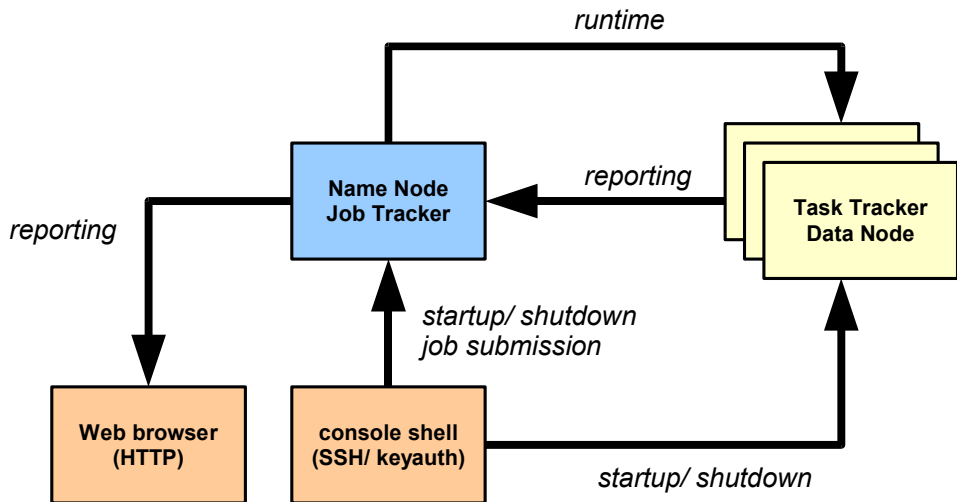 runtime
Name Node
Job Tracker
reporting
Task Tracker
Data Node
reporting
startup/ shutdown
job submission
Web browser
(HTTP)
console shell
(SSH/ keyauth)
startup/ shutdown